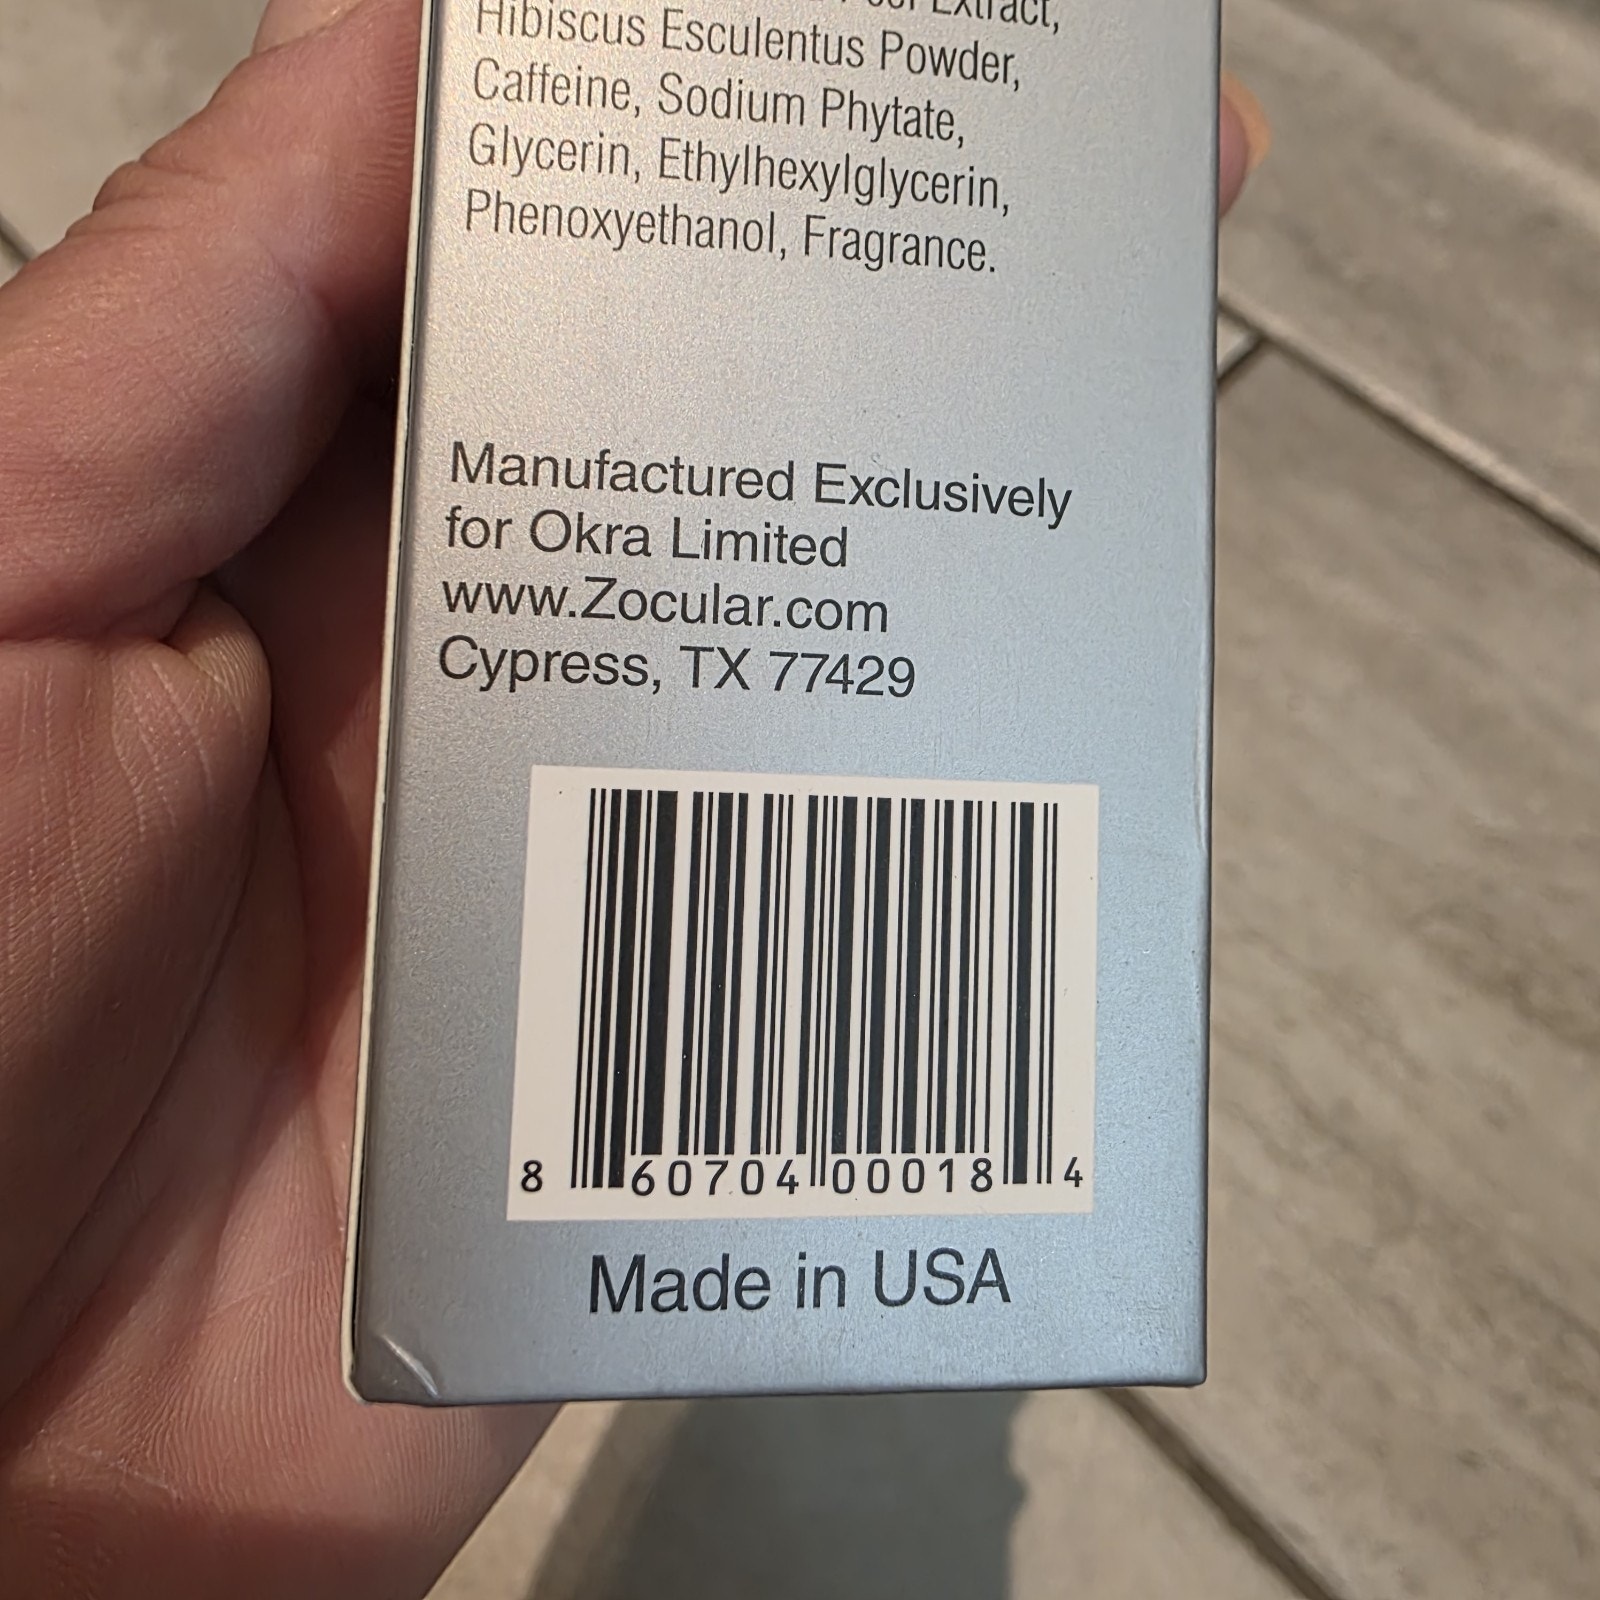 Extract,
Hibiscus Esculentus Powder,
Caffeine, Sodium Phytate,
Glycerin, Ethylhexylglycerin,
Phenoxyethanol, Fragrance.
Manufactured Exclusively
for Okra Limited
www.Zocular.com
Cypress, TX 77429
8 60704 00018 4
Made in USA